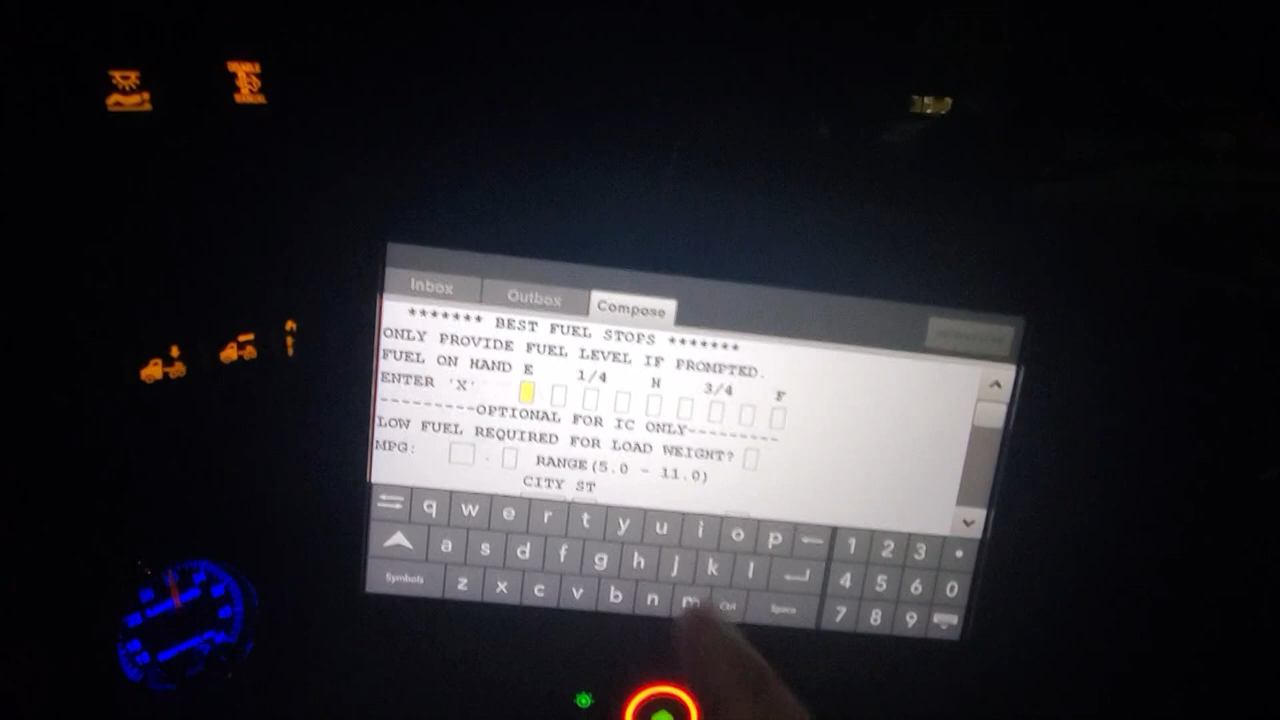 Inbox Outbox Compose
******* BEST FUEL STOPS *******
ONLY PROVIDE FUEL LEVEL IF PROMPTED.
FUEL ON HAND E 1/4 H 3/4 F
ENTER 'X'
---------OPTIONAL FOR IC ONLY---------
LOW FUEL REQUIRED FOR LOAD WEIGHT?
MPG: . RANGE(5.0 - 11.0)
CITY ST
q w e r t y u i o p 1 2 3 .
a s d f g h j k l 4 5 6 0
Symbols z x c v b n m Ctrl Space 7 8 9